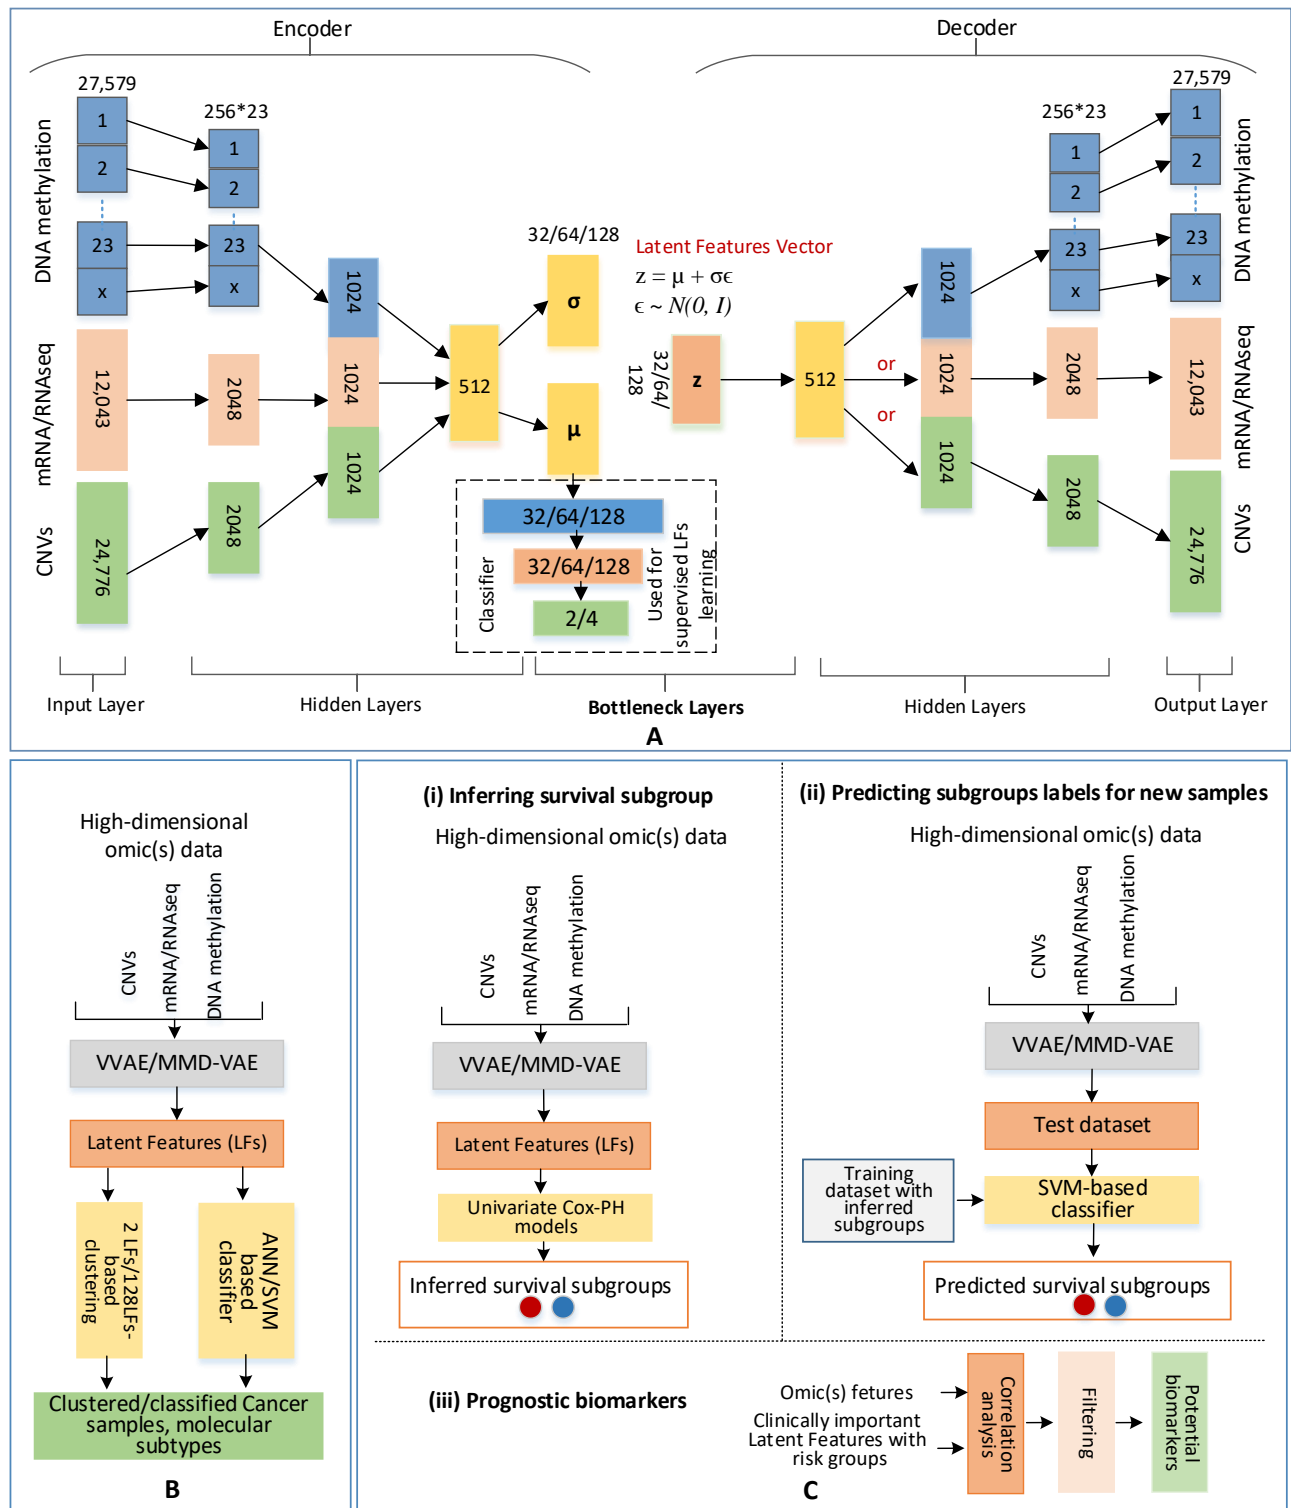 Encoder
Decoder
27,579
256*23
DNA methylation
1
2
23
x
1
2
23
x
mRNA/RNAseq
12,043
2048
CNVs
24,776
2048
1024
1024
1024
512
32/64/128
σ
μ
Latent Features Vector
z = μ + σϵ
ϵ ~ N(0, I)
32/64/
128
z
512
or
or
1024
1024
1024
256*23
1
2
23
x
2048
2048
27,579
1
2
23
x
12,043
24,776
DNA methylation
mRNA/RNAseq
CNVs
Classifier
32/64/128
32/64/128
2/4
Used for
supervised LFs
learning
Input Layer
Hidden Layers
Bottleneck Layers
Hidden Layers
Output Layer
A
High-dimensional
omic(s) data
CNVs
mRNA/RNAseq
DNA methylation
VVAE/MMD-VAE
Latent Features (LFs)
2 LFs/128LFs-
based
clustering
ANN/SVM
based
classifier
Clustered/classified Cancer
samples, molecular
subtypes
B
(i) Inferring survival subgroup
High-dimensional omic(s) data
CNVs
mRNA/RNAseq
DNA methylation
VVAE/MMD-VAE
Latent Features (LFs)
Univariate Cox-PH
models
Inferred survival subgroups
(ii) Predicting subgroups labels for new samples
High-dimensional omic(s) data
CNVs
mRNA/RNAseq
DNA methylation
VVAE/MMD-VAE
Test dataset
Training
dataset with
inferred
subgroups
SVM-based
classifier
Predicted survival subgroups
(iii) Prognostic biomarkers
Omic(s) fetures
Clinically important
Latent Features with
risk groups
Correlation
analysis
Filtering
Potential
biomarkers
C